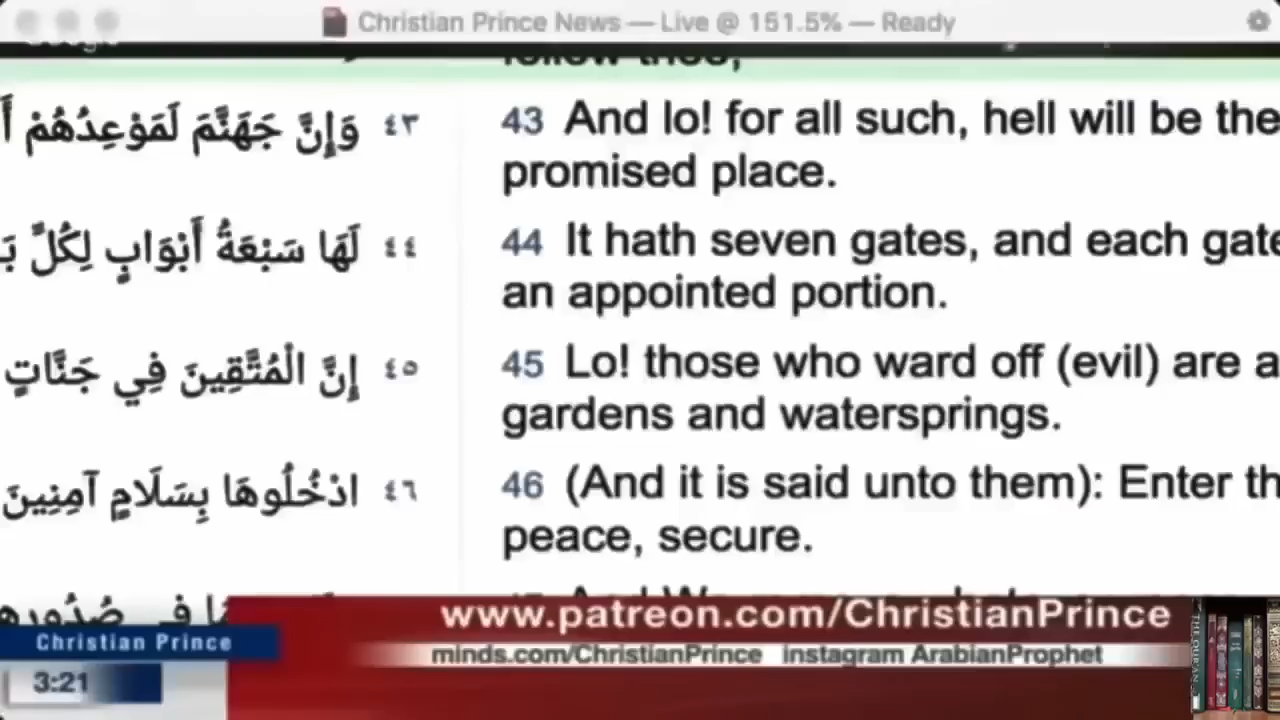 Christian Prince News — Live @ 151.5% — Ready
follow thee,
٤٣ وَإِنَّ جَهَنَّمَ لَمَوْعِدُهُمْ
43 And lo! for all such, hell will be the
promised place.
٤٤ لَهَا سَبْعَةُ أَبْوَابٍ لِكُلِّ
44 It hath seven gates, and each gate
an appointed portion.
٤٥ إِنَّ الْمُتَّقِينَ فِي جَنَّاتٍ
45 Lo! those who ward off (evil) are a
gardens and watersprings.
٤٦ ادْخُلُوهَا بِسَلَامٍ آمِنِينَ
46 (And it is said unto them): Enter th
peace, secure.
www.patreon.com/ChristianPrince
Christian Prince
minds.com/ChristianPrince instagram ArabianProphet
3:21
THE QURAN